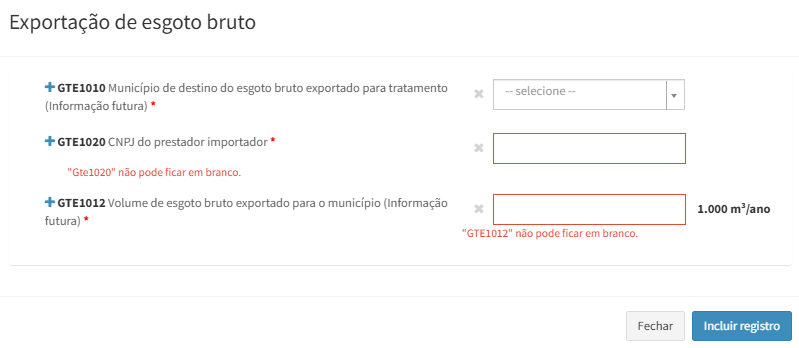 Exportação de esgoto bruto
GTE1010 Município de destino do esgoto bruto exportado para tratamento
(Informação futura) *
-- selecione --
GTE1020 CNPJ do prestador importador *
"Gte1020" não pode ficar em branco.
GTE1012 Volume de esgoto bruto exportado para o município (Informação
futura) *
1.000 m³/ano
"GTE1012" não pode ficar em branco.
Fechar
Incluir registro